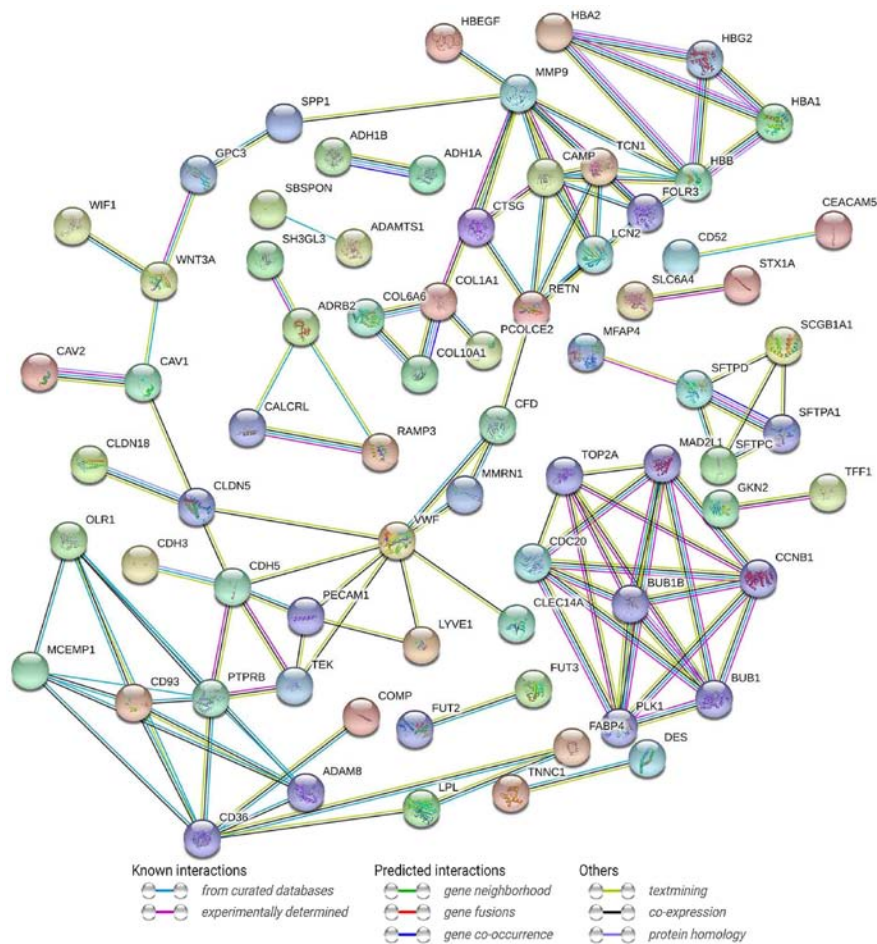 HBEGF
HBA2
HBG2
MMP9
SPP1
HBA1
ADH1B
GPC3
ADH1A
CAMP
TCN1
HBB
SBSPON
FOLR3
WIF1
CTSG
CEACAM5
ADAMTS1
CD52
LCN2
SH3GL3
WNT3A
STX1A
SLC6A4
COL1A1
RETN
COL6A6
ADRB2
PCOLCE2
SCGB1A1
MFAP4
COL10A1
CAV2
CAV1
SFTPD
CALCRL
RAMP3
CFD
SFTPA1
SFTPC
CLDN18
TOP2A
MAD2L1
MMRN1
TFF1
CLDN5
GKN2
OLR1
VWF
CDH3
CDC20
CCNB1
CDH5
BUB1B
PECAM1
CLEC14A
LYVE1
MCEMP1
TEK
CD93
PTPRB
FUT3
BUB1
COMP
PLK1
FUT2
FABP4
DES
ADAM8
LPL
TNNC1
CD36
Known interactions
from curated databases
experimentally determined
Predicted interactions
gene neighborhood
gene fusions
gene co-occurrence
Others
textmining
co-expression
protein homology